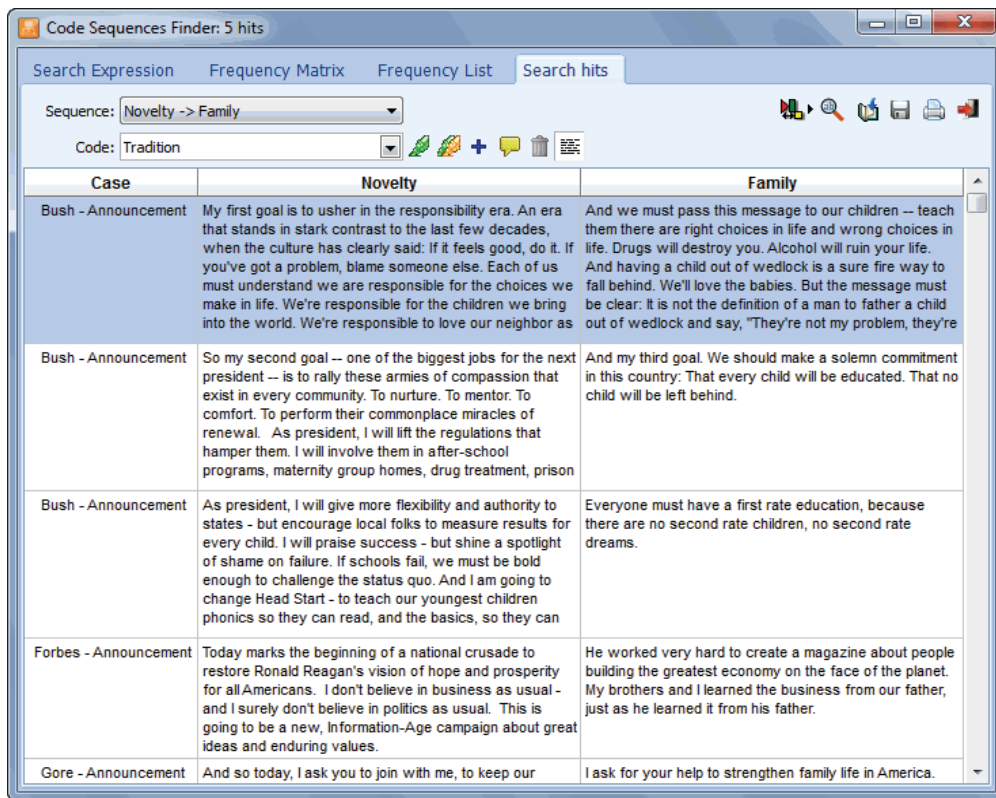 Code Sequences Finder: 5 hits
Search Expression Frequency Matrix Frequency List Search hits
Sequence: Novelty -> Family
Code: Tradition
Case Novelty Family
Bush - Announcement
My first goal is to usher in the responsibility era. An era
that stands in stark contrast to the last few decades,
when the culture has clearly said: If it feels good, do it. If
you've got a problem, blame someone else. Each of us
must understand we are responsible for the choices we
make in life. We're responsible for the children we bring
into the world. We're responsible to love our neighbor as
And we must pass this message to our children -- teach
them there are right choices in life and wrong choices in
life. Drugs will destroy you. Alcohol will ruin your life.
And having a child out of wedlock is a sure fire way to
fall behind. We'll love the babies. But the message must
be clear: It is not the definition of a man to father a child
out of wedlock and say, "They're not my problem, they're
Bush - Announcement
So my second goal -- one of the biggest jobs for the next
president -- is to rally these armies of compassion that
exist in every community. To nurture. To mentor. To
comfort. To perform their commonplace miracles of
renewal. As president, I will lift the regulations that
hamper them. I will involve them in after-school
programs, maternity group homes, drug treatment, prison
And my third goal. We should make a solemn commitment
in this country: That every child will be educated. That no
child will be left behind.
Bush - Announcement
As president, I will give more flexibility and authority to
states - but encourage local folks to measure results for
every child. I will praise success - but shine a spotlight
of shame on failure. If schools fail, we must be bold
enough to challenge the status quo. And I am going to
change Head Start - to teach our youngest children
phonics so they can read, and the basics, so they can
Everyone must have a first rate education, because
there are no second rate children, no second rate
dreams.
Forbes - Announcement
Today marks the beginning of a national crusade to
restore Ronald Reagan's vision of hope and prosperity
for all Americans. I don't believe in business as usual -
and I surely don't believe in politics as usual. This is
going to be a new, Information-Age campaign about great
ideas and enduring values.
He worked very hard to create a magazine about people
building the greatest economy on the face of the planet.
My brothers and I learned the business from our father,
just as he learned it from his father.
Gore - Announcement
And so today, I ask you to join with me, to keep our
I ask for your help to strengthen family life in America.